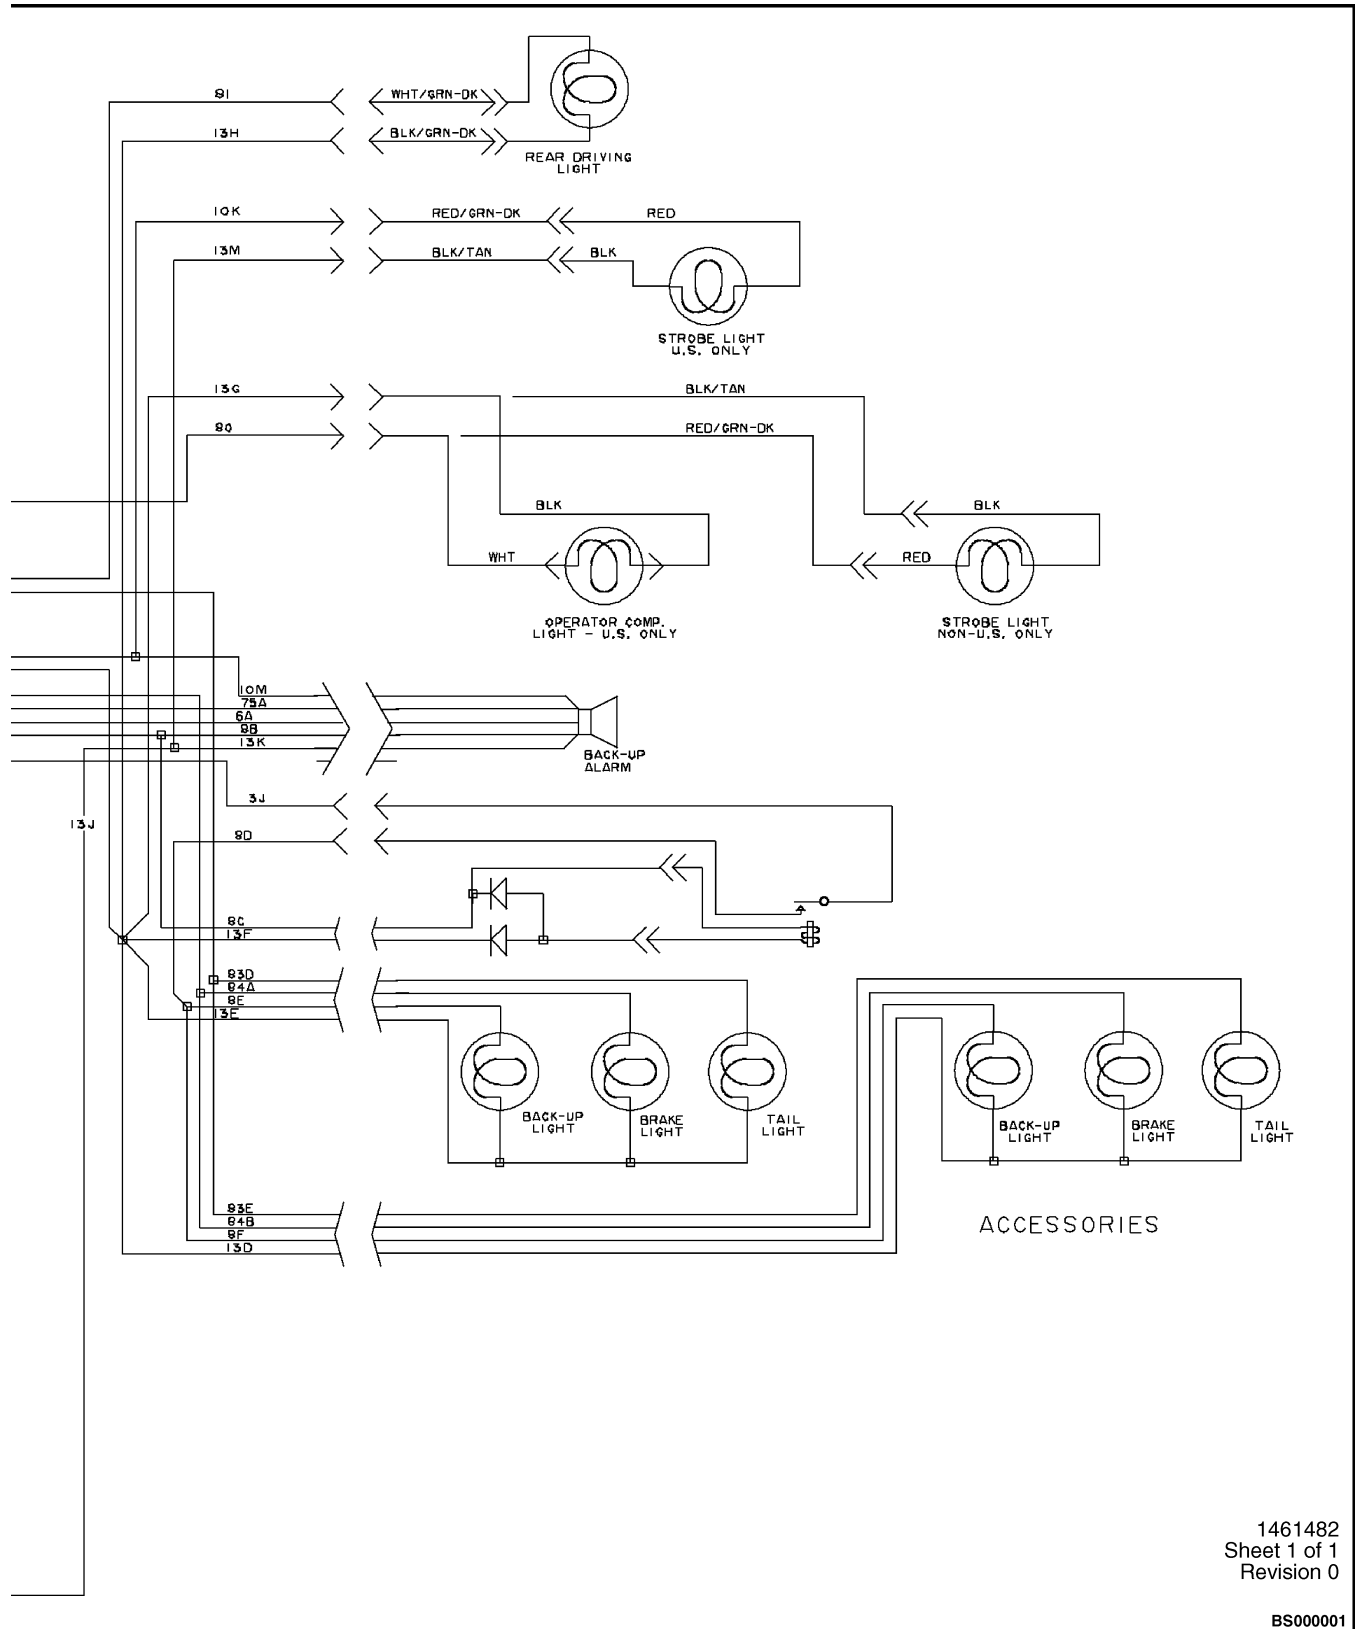 8I
WHT/GRN-DK
13H
BLK/GRN-DK
REAR DRIVING
LIGHT
10K
RED/GRN-DK
RED
13M
BLK/TAN
BLK
STROBE LIGHT
U.S. ONLY
13G
BLK/TAN
RED/GRN-DK
BLK
BLK
WHT
RED
OPERATOR COMP.
LIGHT - U.S. ONLY
STROBE LIGHT
NON-U.S. ONLY
10M
75A
6A
8B
13K
BACK-UP
ALARM
3J
13J
8D
8C
13F
83D
84A
8E
13E
BACK-UP
LIGHT
BRAKE
LIGHT
TAIL
LIGHT
BACK-UP
LIGHT
BRAKE
LIGHT
TAIL
LIGHT
83E
84B
8F
13D
ACCESSORIES
1461482
Sheet 1 of 1
Revision 0
BS000001